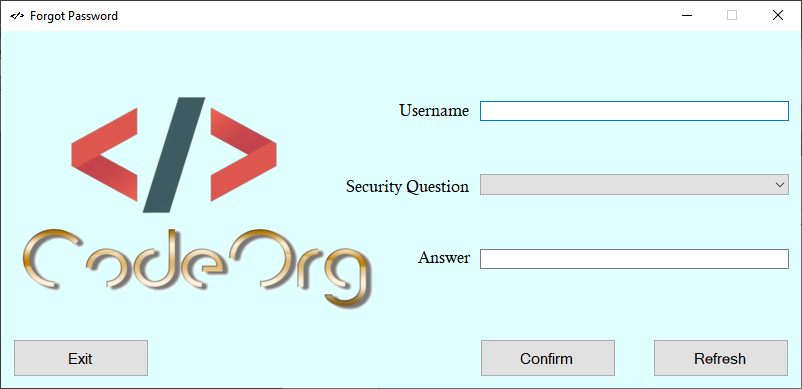 Forgot Password
Username
Security Question
CodeOrg
Answer
Exit
Confirm
Refresh